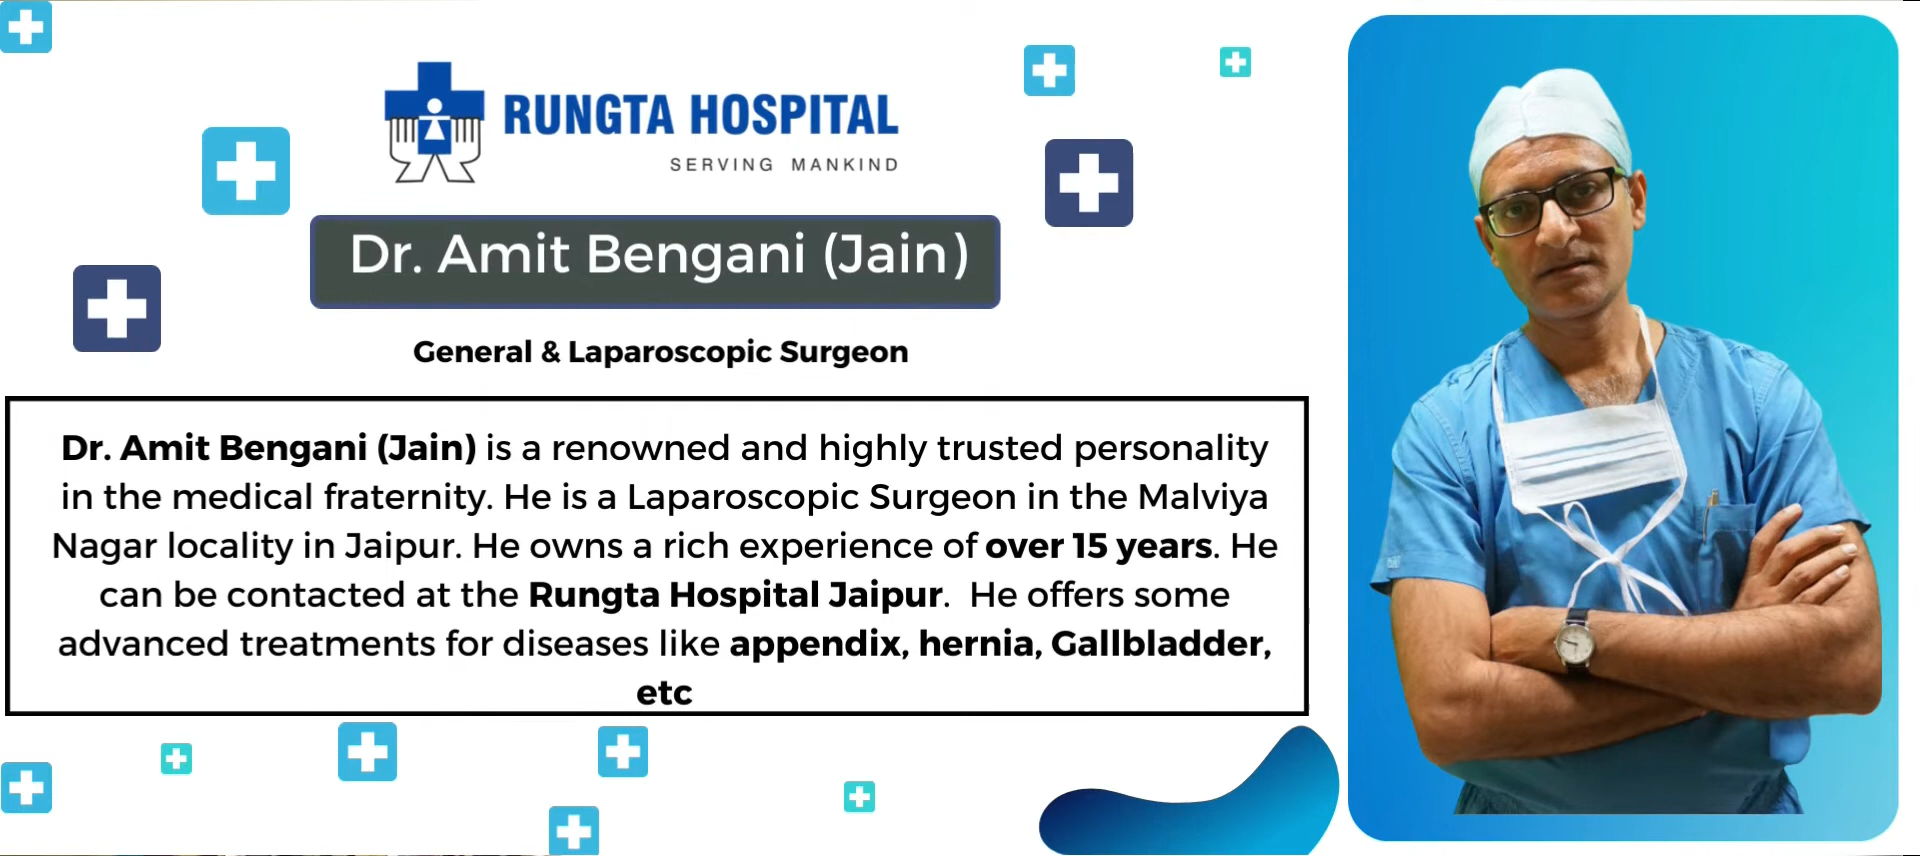 RUNGTA HOSPITAL
SERVING MANKIND
Dr. Amit Bengani (Jain)
General & Laparoscopic Surgeon
Dr. Amit Bengani (Jain) is a renowned and highly trusted personality
in the medical fraternity. He is a Laparoscopic Surgeon in the Malviya
Nagar locality in Jaipur. He owns a rich experience of over 15 years. He
can be contacted at the Rungta Hospital Jaipur.  He offers some
advanced treatments for diseases like appendix, hernia, Gallbladder,
etc